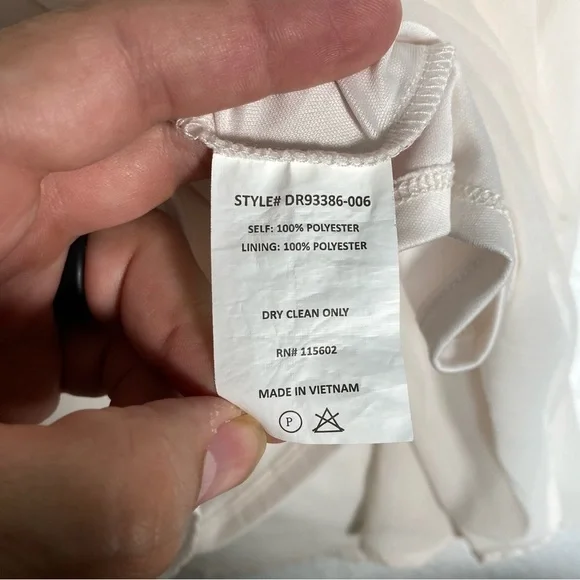 STYLE# DR93386-006
SELF: 100% POLYESTER
LINING: 100% POLYESTER
DRY CLEAN ONLY
RN# 115602
MADE IN VIETNAM
P